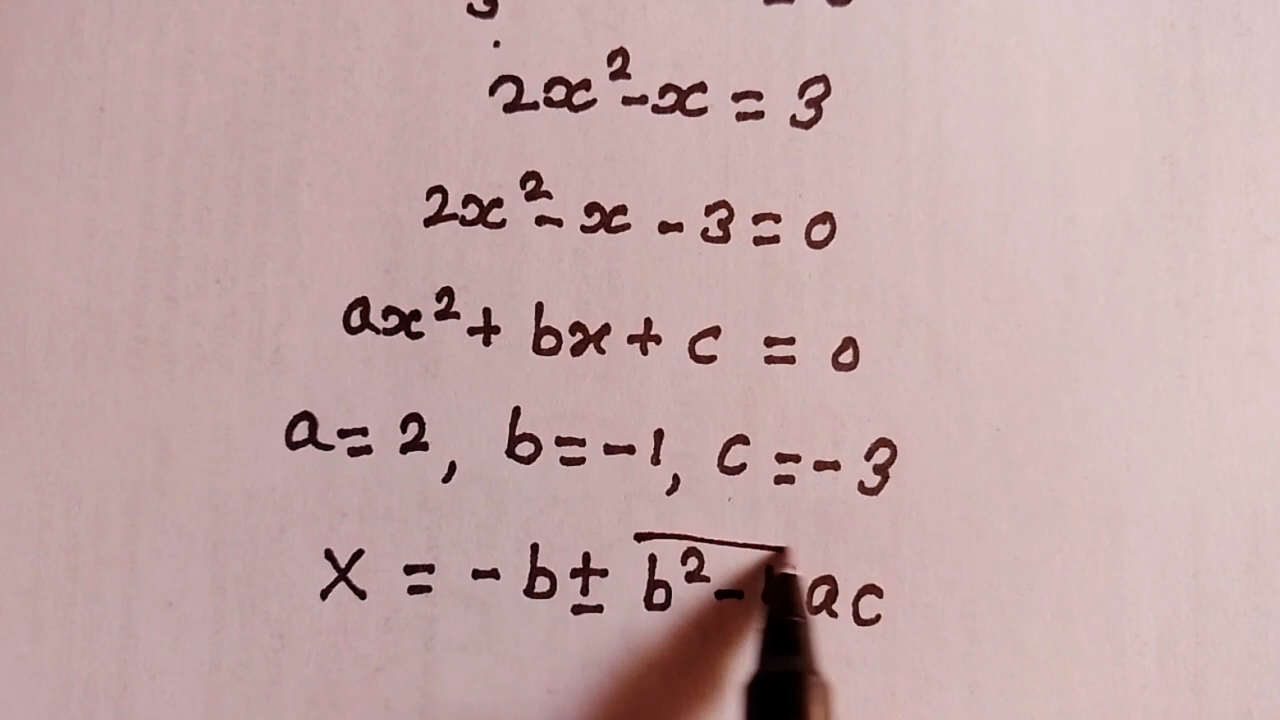 2x²-x = 3
2x²- x - 3 = 0
ax² + bx + c = 0
a = 2, b = -1, c = - 3
X = - b ± b² - ac